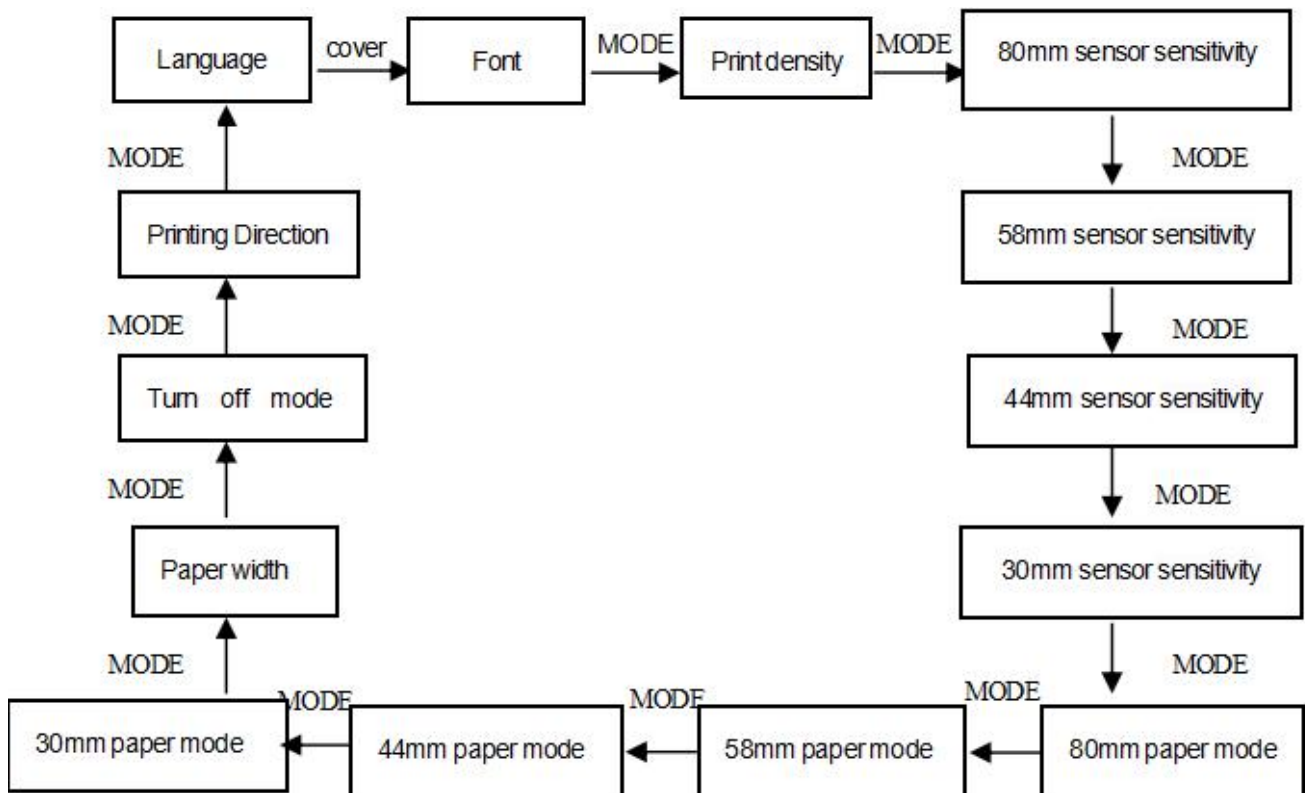 Language
cover
Font
MODE
Print density
MODE
80mm sensor sensitivity
MODE
MODE
Printing Direction
58mm sensor sensitivity
MODE
MODE
Turn off mode
44mm sensor sensitivity
MODE
MODE
Paper width
30mm sensor sensitivity
MODE
MODE
MODE
MODE
MODE
30mm paper mode
44mm paper mode
58mm paper mode
80mm paper mode